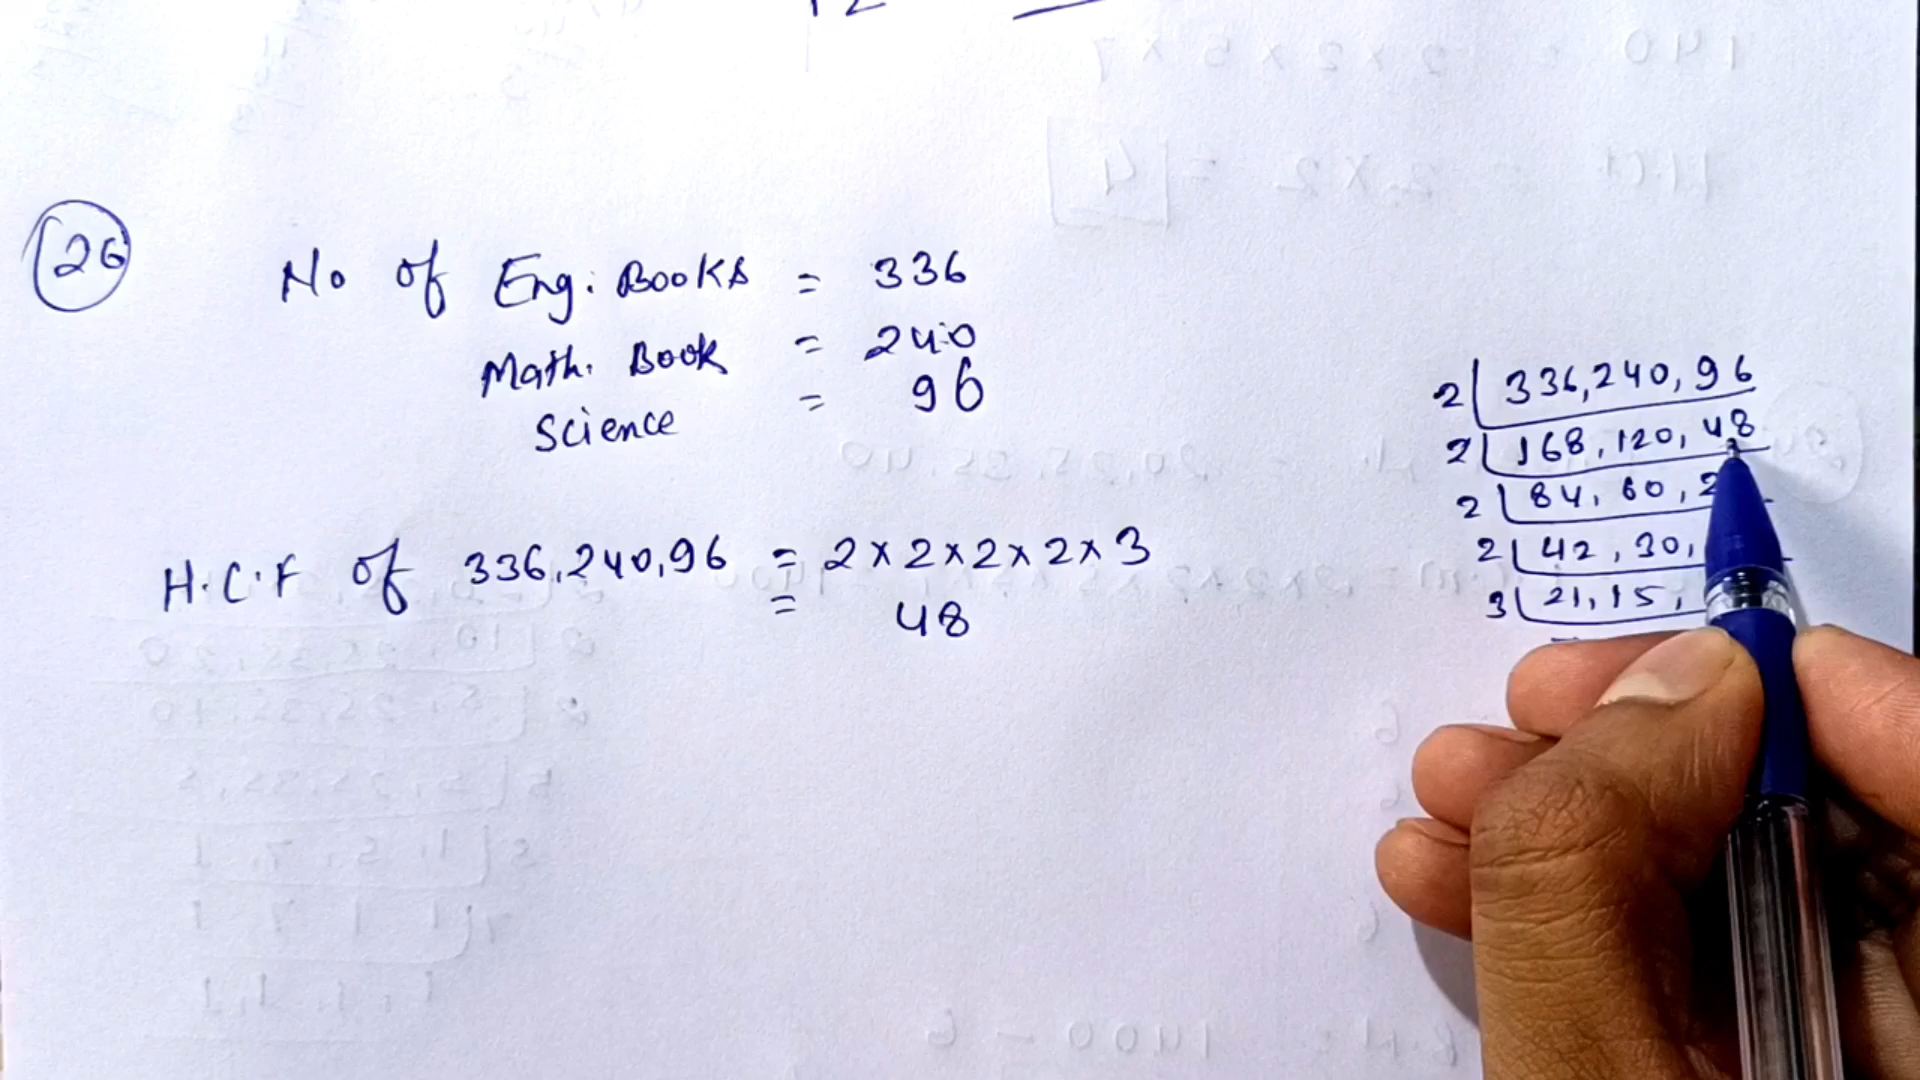 26
No of Eng: Books = 336
Math. Book = 240
Science = 96
H.C.F of 336,240,96 = 2×2×2×2×3
= 48
2 336,240,96
2 168,120,48
2 84,60,
2 42,30,
3 21,15,